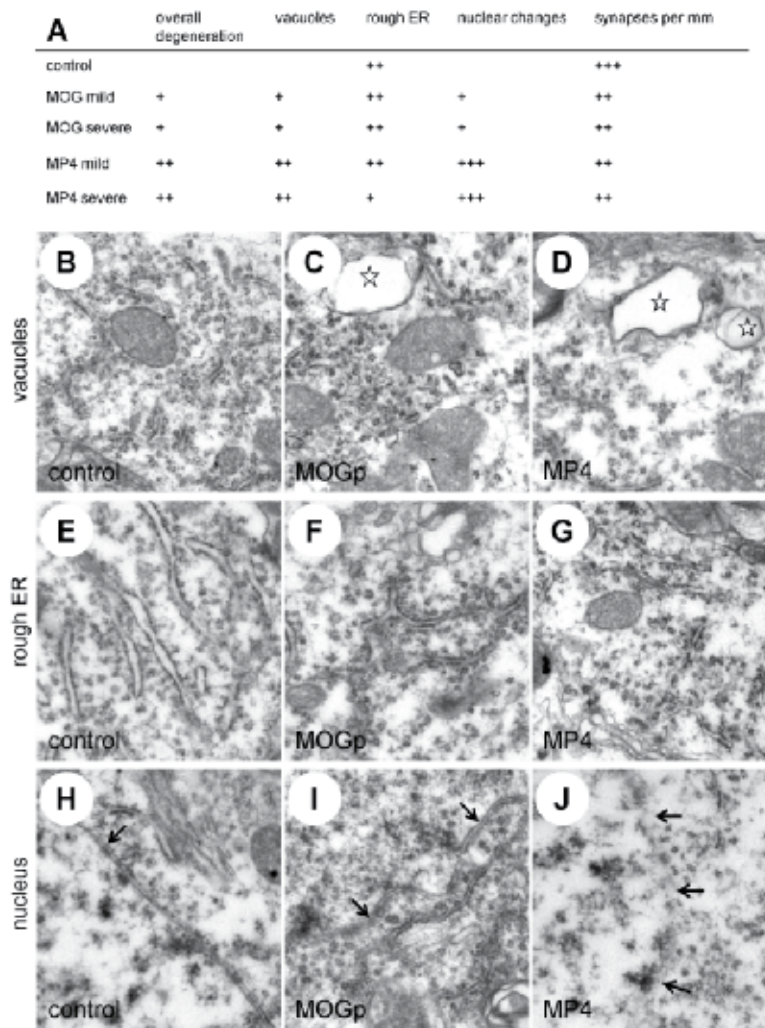 A overall degeneration vacuoles rough ER nuclear changes synapses per mm
control ++ +++
MOG mild + + ++ + ++
MOG severe + + ++ + ++
MP4 mild ++ ++ ++ +++ ++
MP4 severe ++ ++ + +++ ++
vacuoles
B control
C MOGp
D MP4
rough ER
E control
F MOGp
G MP4
nucleus
H control
I MOGp
J MP4